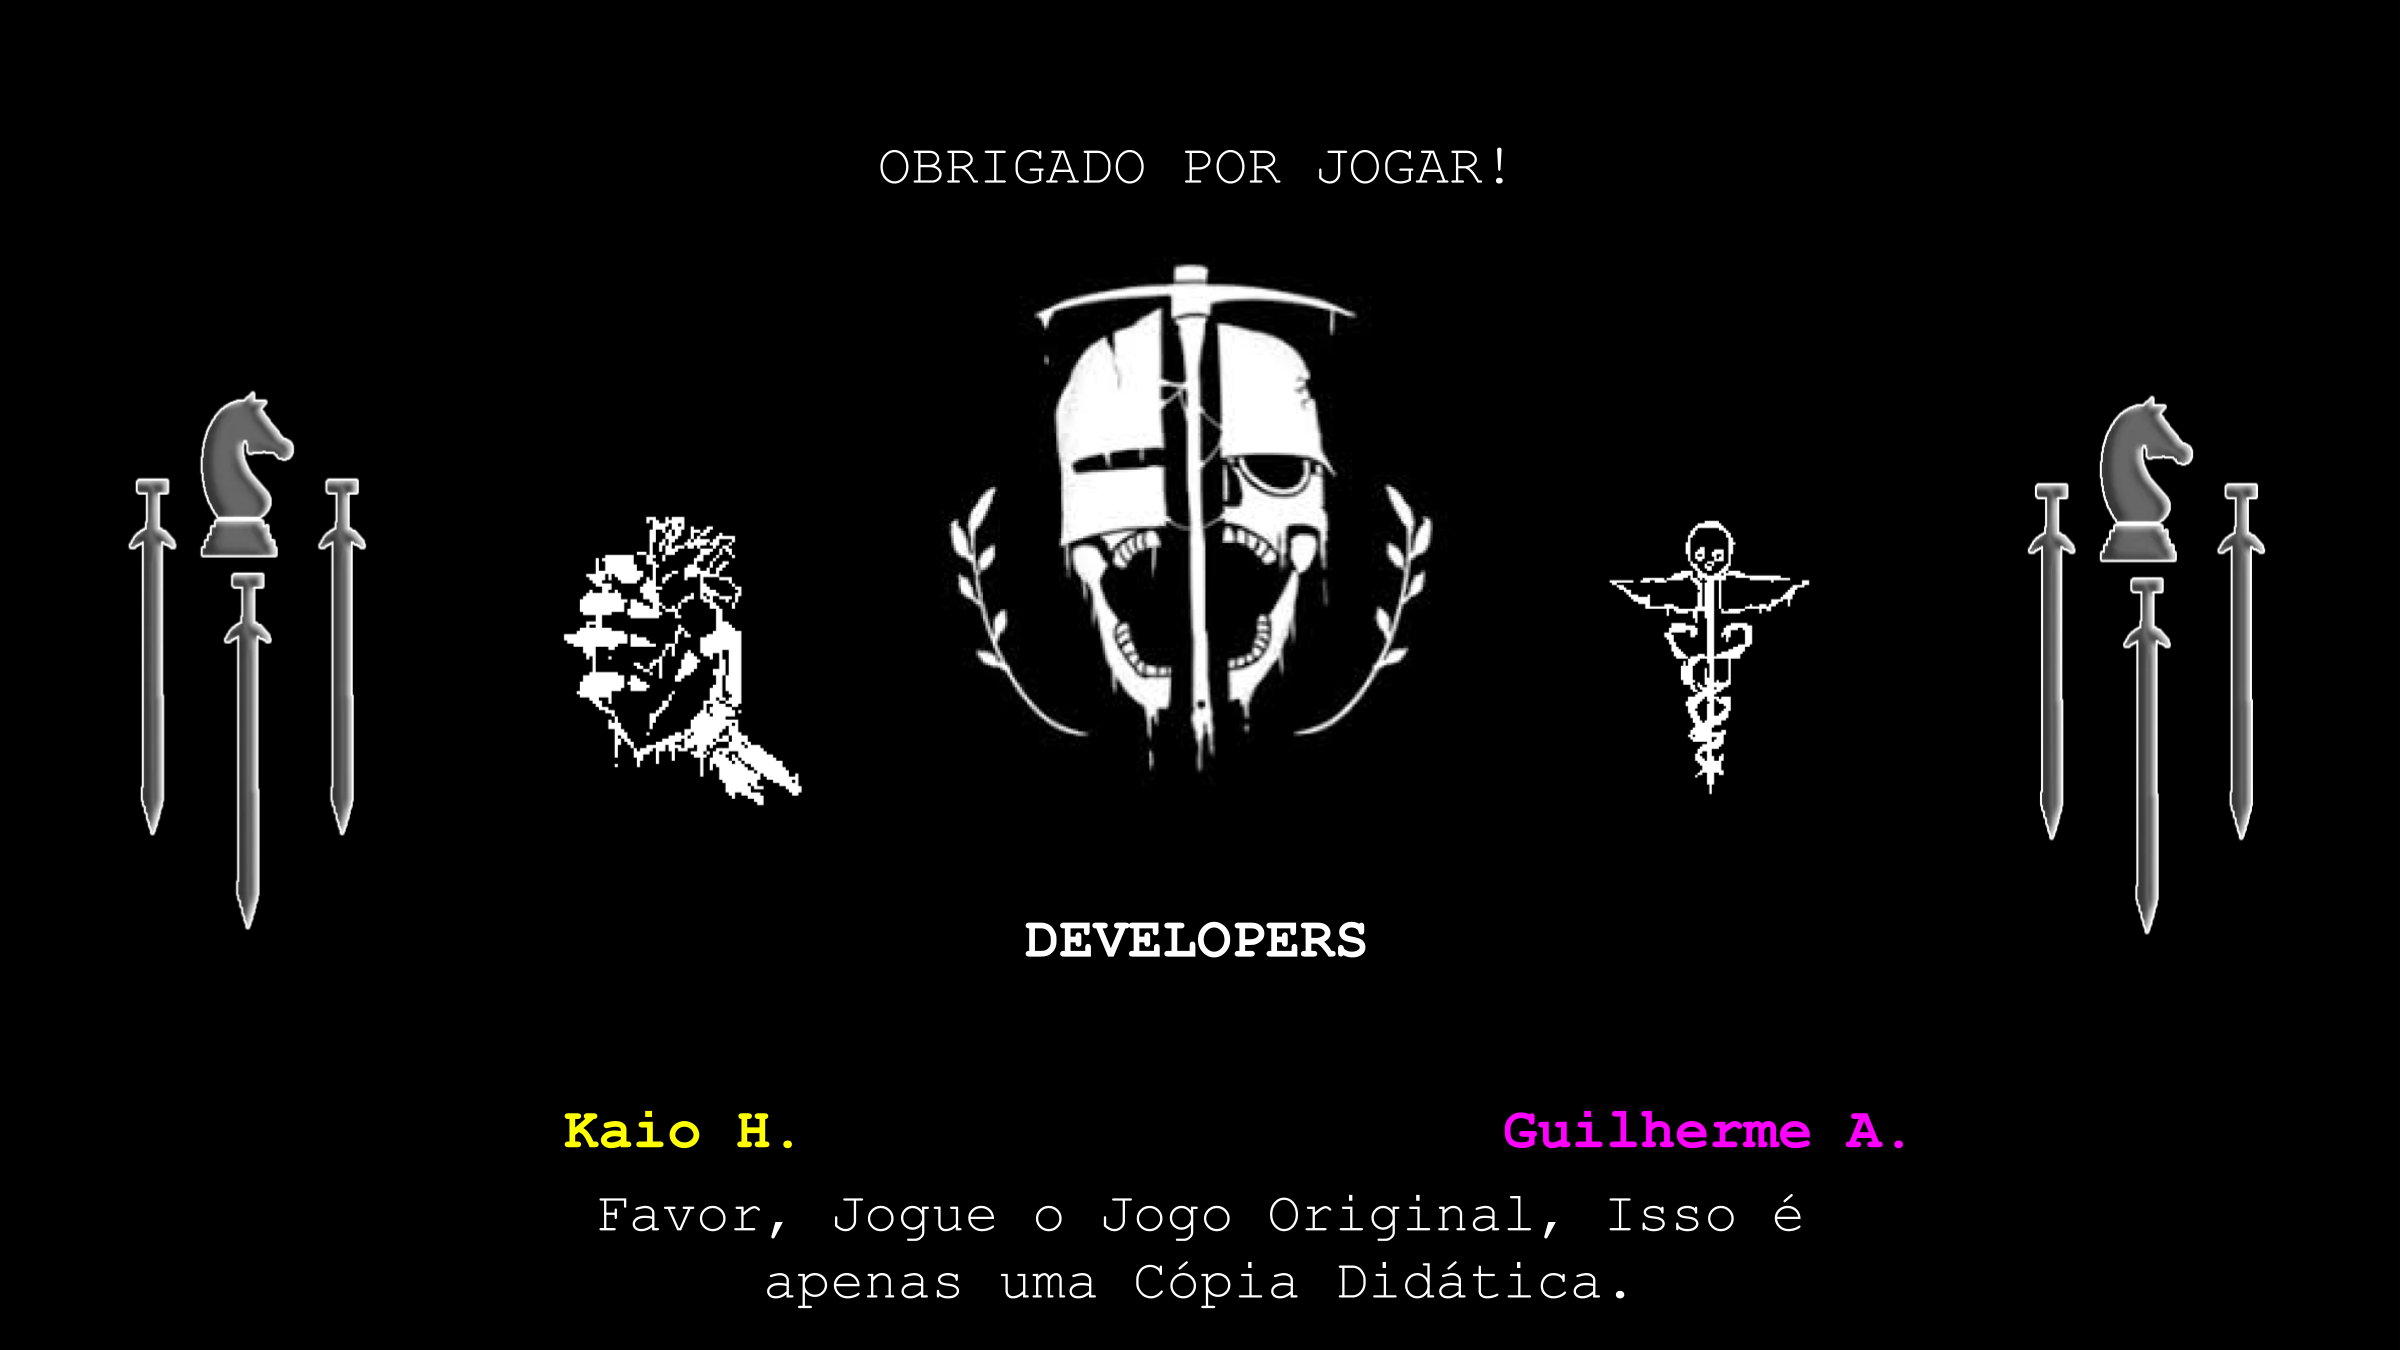 OBRIGADO POR JOGAR!
DEVELOPERS
Kaio H.
Guilherme A.
Favor, Jogue o Jogo Original, Isso é
apenas uma Cópia Didática.